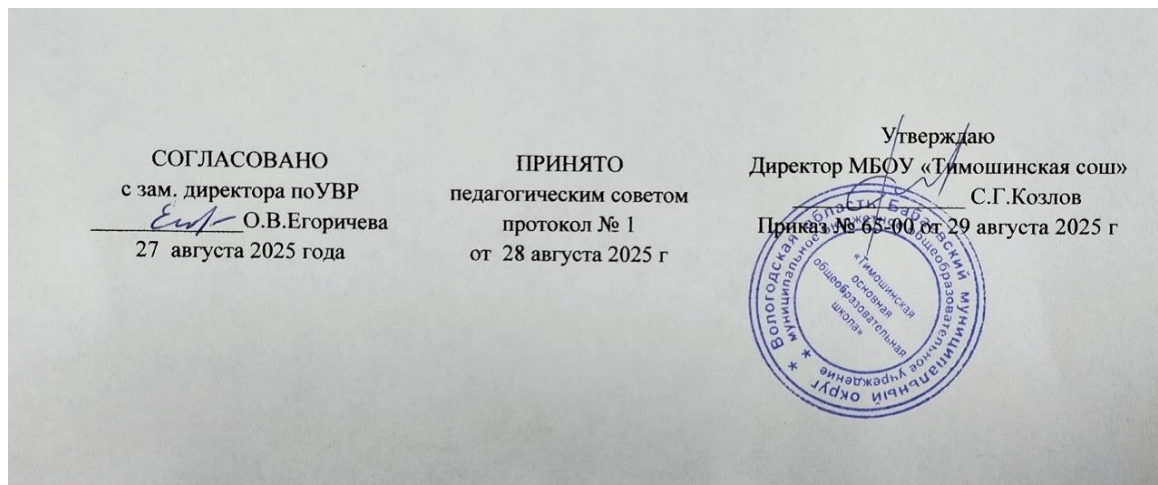 СОГЛАСОВАНО
с зам. директора поУВР
О.В.Егоричева
27 августа 2025 года
ПРИНЯТО
педагогическим советом
протокол № 1
от 28 августа 2025 г
Утверждаю
Директор МБОУ «Тимошинская сош»
С.Г.Козлов
Приказ № 65-00 от 29 августа 2025 г
* Вологодская область Бабаевский муниципальный округ
* муниципальное бюджетное общеобразовательное учреждение
«Тимошинская
основная
общеобразовательная
школа»